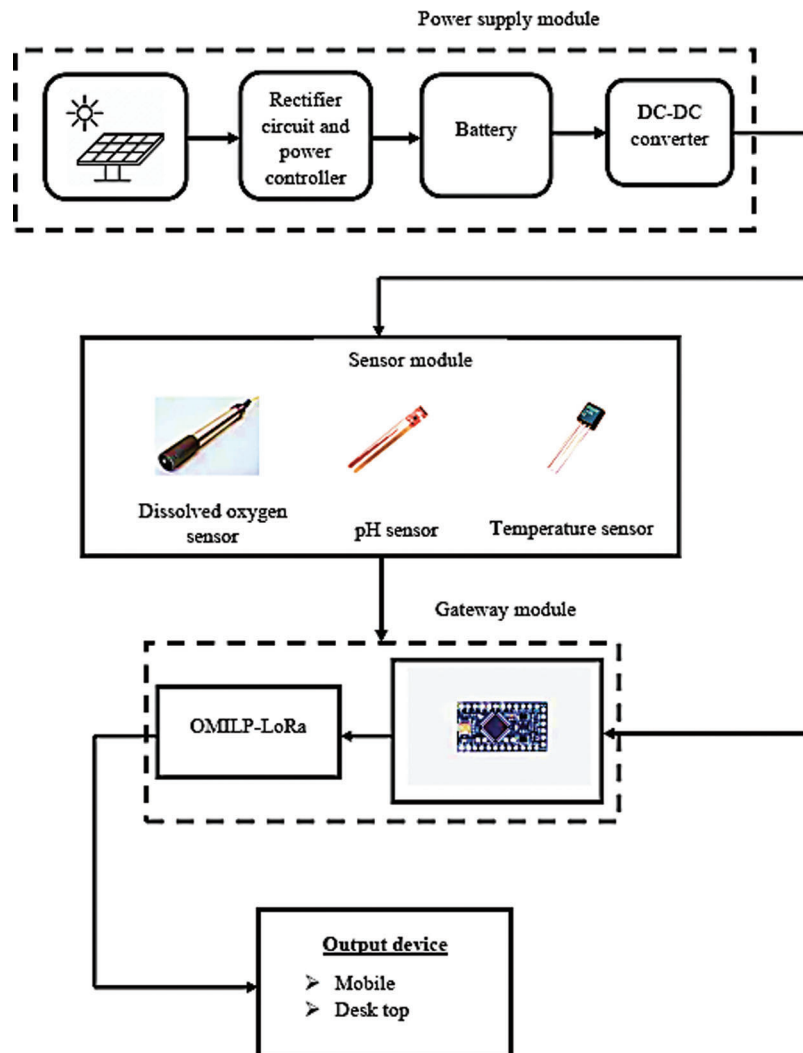 Power supply module
Rectifier
circuit and
power
controller
Battery
DC-DC
converter
Sensor module
Dissolved oxygen
sensor
pH sensor
Temperature sensor
Gateway module
OMILP-LoRa
Output device
➢ Mobile
➢ Desk top